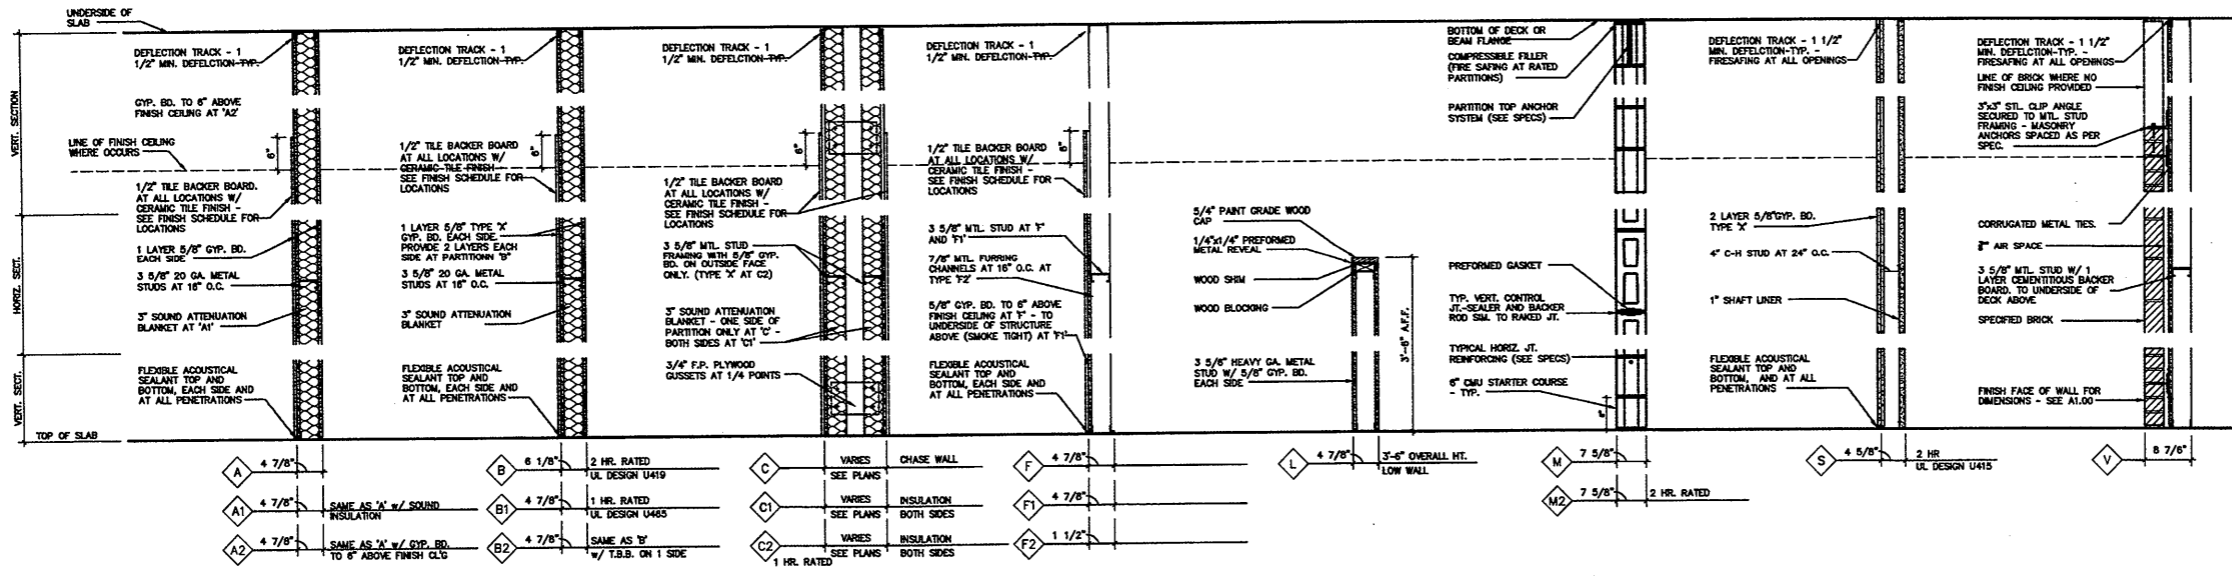 UNDERSIDE OF
SLAB
VERT. SECTION
HORIZ. SECT.
VERT. SECT.
LINE OF FINISH CEILING
WHERE OCCURS
TOP OF SLAB
DEFLECTION TRACK - 1
1/2" MIN. DEFELCTION-TYP.
GYP. BD. TO 6" ABOVE
FINISH CEILING AT 'A2'
6"
1/2" TILE BACKER BOARD.
AT ALL LOCATIONS W/
CERAMIC TILE FINISH -
SEE FINISH SCHEDULE FOR
LOCATIONS
1 LAYER 5/8" GYP. BD.
EACH SIDE
3 5/8" 20 GA. METAL
STUDS AT 16" O.C.
3" SOUND ATTENUATION
BLANKET AT 'A1'
FLEXIBLE ACOUSTICAL
SEALANT TOP AND
BOTTOM, EACH SIDE AND
AT ALL PENETRATIONS
A 4 7/8"
A1 4 7/8" SAME AS 'A' w/ SOUND
INSULATION
A2 4 7/8" SAME AS 'A' w/ GYP. BD.
TO 6" ABOVE FINISH CL'G
DEFLECTION TRACK - 1
1/2" MIN. DEFELCTION-TYP.
6"
1/2" TILE BACKER BOARD
AT ALL LOCATIONS W/
CERAMIC TILE FINISH -
SEE FINISH SCHEDULE FOR
LOCATIONS
1 LAYER 5/8" TYPE 'X'
GYP. BD. EACH SIDE.
PROVIDE 2 LAYERS EACH
SIDE AT PARTITIONN 'B'
3 5/8" 20 GA. METAL
STUDS AT 16" O.C.
3" SOUND ATTENUATION
BLANKET
FLEXIBLE ACOUSTICAL
SEALANT TOP AND
BOTTOM, EACH SIDE AND
AT ALL PENETRATIONS
B 6 1/8" 2 HR. RATED
UL DESIGN U419
B1 4 7/8" 1 HR. RATED
UL DESIGN U465
B2 4 7/8" SAME AS 'B'
w/ T.B.B. ON 1 SIDE
DEFLECTION TRACK - 1
1/2" MIN. DEFELCTION-TYP.
6"
1/2" TILE BACKER BOARD
AT ALL LOCATIONS W/
CERAMIC TILE FINISH -
SEE FINISH SCHEDULE FOR
LOCATIONS
3 5/8" MTL. STUD
FRAMING WITH 5/8" GYP.
BD. ON OUTSIDE FACE
ONLY. (TYPE 'X' AT C2)
3" SOUND ATTENUATION
BLANKET - ONE SIDE OF
PARTITION ONLY AT 'C' -
BOTH SIDES AT 'C1'
3/4" F.P. PLYWOOD
GUSSETS AT 1/4 POINTS
C VARIES CHASE WALL
SEE PLANS
C1 VARIES INSULATION
SEE PLANS BOTH SIDES
C2 VARIES INSULATION
SEE PLANS BOTH SIDES
1 HR. RATED
DEFLECTION TRACK - 1
1/2" MIN. DEFELCTION-TYP.
6"
1/2" TILE BACKER BOARD
AT ALL LOCATIONS W/
CERAMIC TILE FINISH -
SEE FINISH SCHEDULE FOR
LOCATIONS
3 5/8" MTL. STUD AT 'F'
AND 'F1'
7/8" MTL. FURRING
CHANNELS AT 16" O.C. AT
TYPE 'F2'
5/8" GYP. BD. TO 6" ABOVE
FINISH CEILING AT 'F' - TO
UNDERSIDE OF STRUCTURE
ABOVE (SMOKE TIGHT) AT 'F1'
FLEXIBLE ACOUSTICAL
SEALANT TOP AND
BOTTOM, EACH SIDE AND
AT ALL PENETRATIONS
F 4 7/8"
F1 4 7/8"
F2 1 1/2"
5/4" PAINT GRADE WOOD
CAP
1/4"x1/4" PREFORMED
METAL REVEAL
WOOD SHIM
WOOD BLOCKING
3 5/8" HEAVY GA. METAL
STUD W/ 5/8" GYP. BD.
EACH SIDE
3'-6" A.F.F.
L 4 7/8" 3'-6" OVERALL HT.
LOW WALL
BOTTOM OF DECK OR
BEAM FLANGE
COMPRESSIBLE FILLER
(FIRE SAFING AT RATED
PARTITIONS)
PARTITION TOP ANCHOR
SYSTEM (SEE SPECS)
PREFORMED GASKET
TYP. VERT. CONTROL
JT.-SEALER AND BACKER
ROD SIM. TO RAKED JT.
TYPICAL HORIZ. JT.
REINFORCING (SEE SPECS)
6" CMU STARTER COURSE
- TYP.
M 7 5/8"
M2 7 5/8" 2 HR. RATED
DEFLECTION TRACK - 1 1/2"
MIN. DEFELCTION-TYP. -
FIRESAFING AT ALL OPENINGS
2 LAYER 5/8"GYP. BD.
TYPE 'X'
4" C-H STUD AT 24" O.C.
1" SHAFT LINER
FLEXIBLE ACOUSTICAL
SEALANT TOP AND
BOTTOM, AND AT ALL
PENETRATIONS
S 4 5/8" 2 HR
UL DESIGN U415
DEFLECTION TRACK - 1 1/2"
MIN. DEFELCTION-TYP. -
FIRESAFING AT ALL OPENINGS
LINE OF BRICK WHERE NO
FINISH CEILING PROVIDED
3"x3" STL. CLIP ANGLE
SECURED TO MTL. STUD
FRAMING - MASONRY
ANCHORS SPACED AS PER
SPEC.
CORRUGATED METAL TIES.
AIR SPACE
3 5/8" MTL. STUD W/ 1
LAYER CEMENTITIOUS BACKER
BOARD. TO UNDERSIDE OF
DECK ABOVE
SPECIFIED BRICK
FINISH FACE OF WALL FOR
DIMENSIONS - SEE A1.00
V 8 7/6"